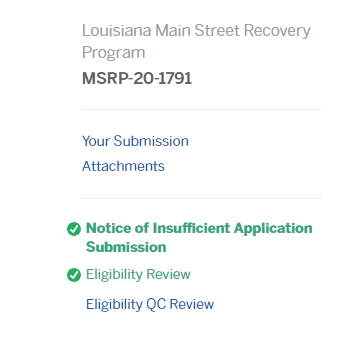 Louisiana Main Street Recovery
Program
MSRP-20-1791
Your Submission
Attachments
Notice of Insufficient Application
Submission
Eligibility Review
Eligibility QC Review